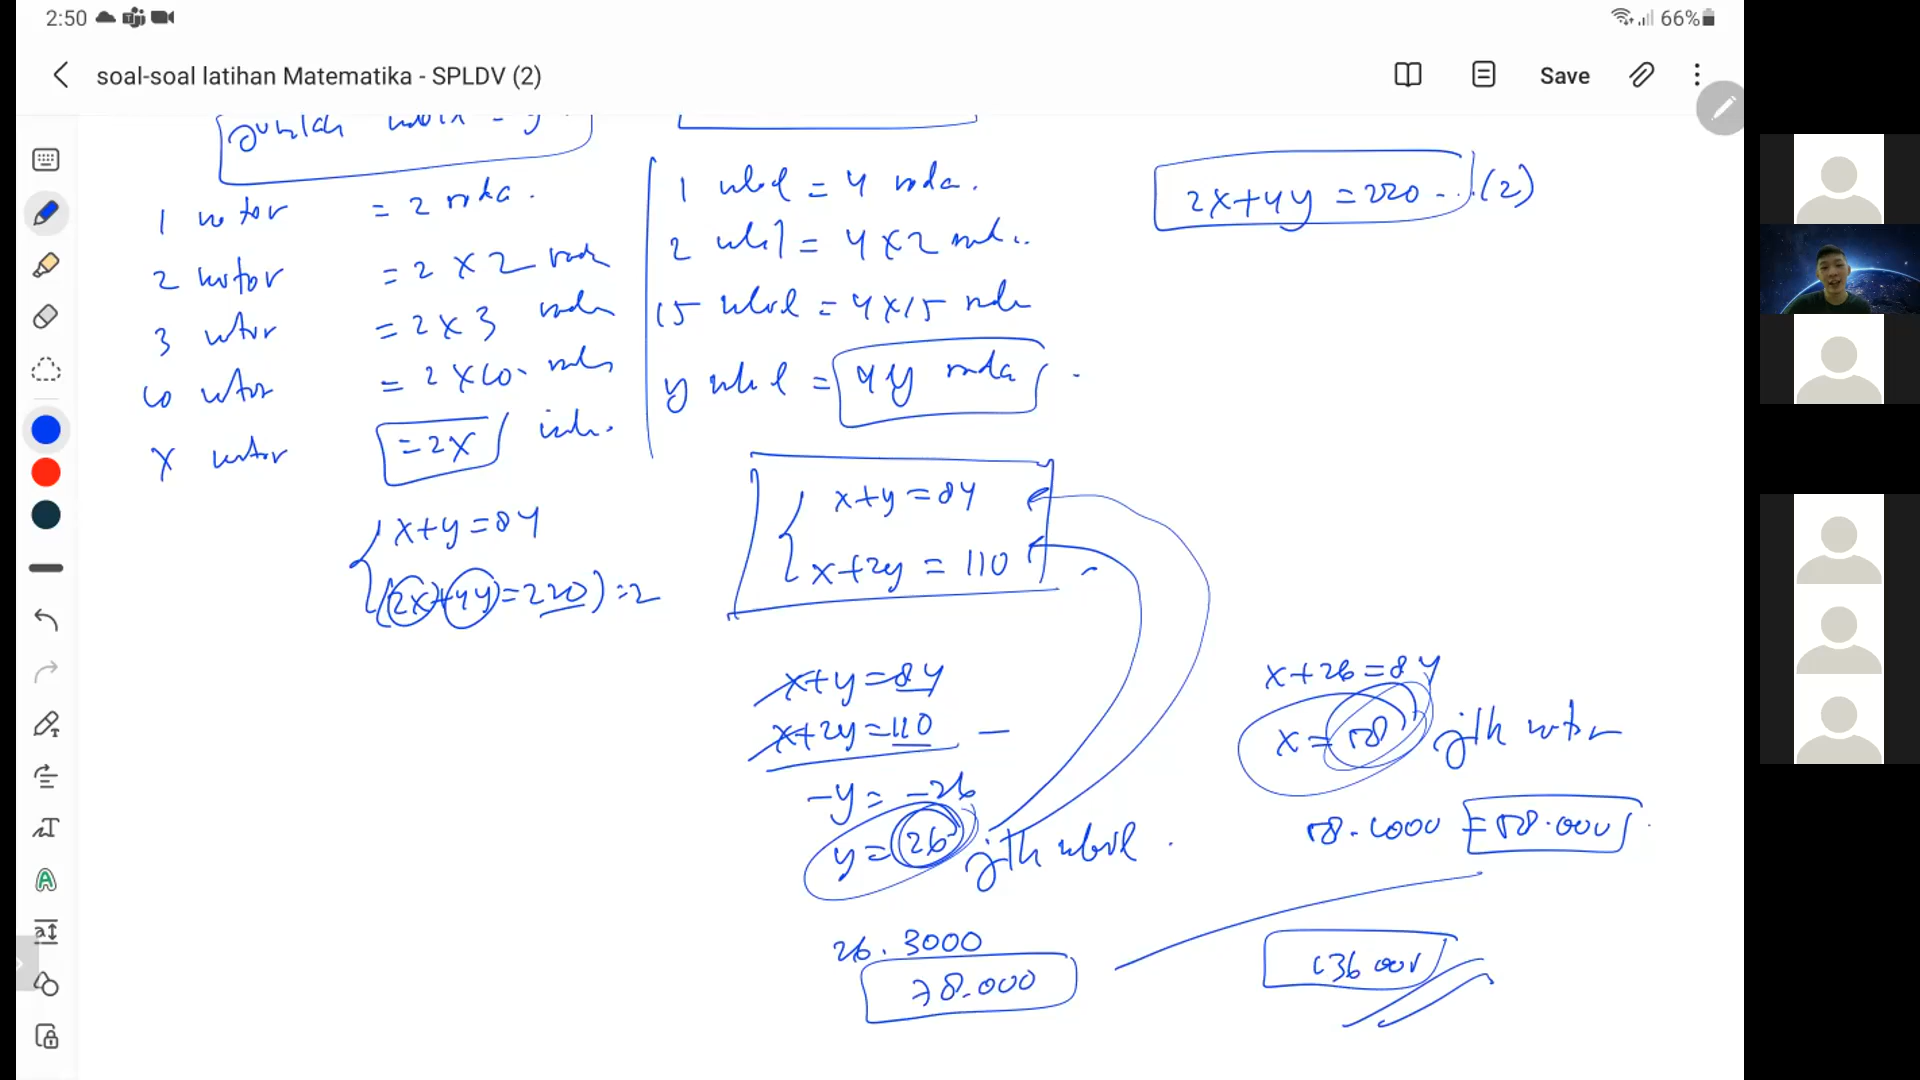 2:50 66%
soal-soal latihan Matematika - SPLDV (2)
Save
jumlah mobil = y
1 motor = 2 roda.
2 motor = 2 x 2 roda
3 motor = 2 x 3 roda
10 motor = 2 x 10 roda
x motor = 2x
1 mobil = 4 roda.
2 mobil = 4 x 2 roda
15 mobil = 4 x 15 roda
y mobil = 4y roda
2x+4y = 220 ... (2)
x+y = 84
(2x+4y = 220) : 2
x+y = 84
x+2y = 110
x+y = 84
x+2y = 110 —
-y = -26
y = 26 jlh mobil.
26. 3000
78.000
x+26 = 84
x = 58 jlh motor
58. 1000 = 58.000
136 000